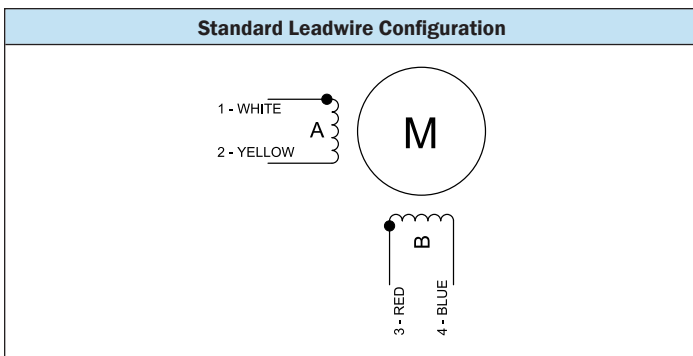 Standard Leadwire Configuration
1 - WHITE
A
2 - YELLOW
M
B
3 - RED
4 - BLUE